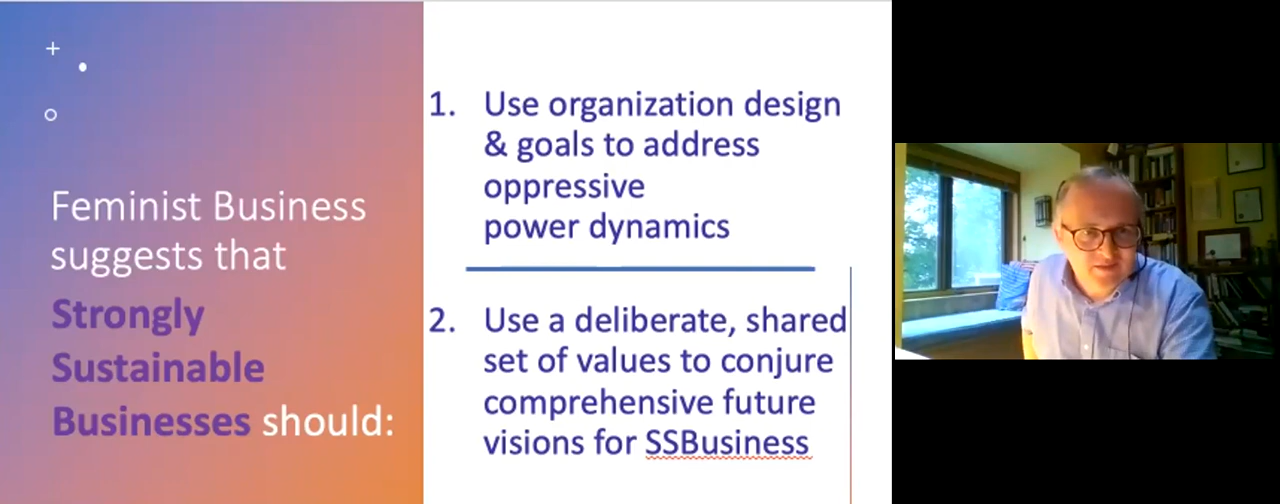 Feminist Business
suggests that
Strongly
Sustainable
Businesses should:
1. Use organization design
& goals to address
oppressive
power dynamics
2. Use a deliberate, shared
set of values to conjure
comprehensive future
visions for SSBusiness